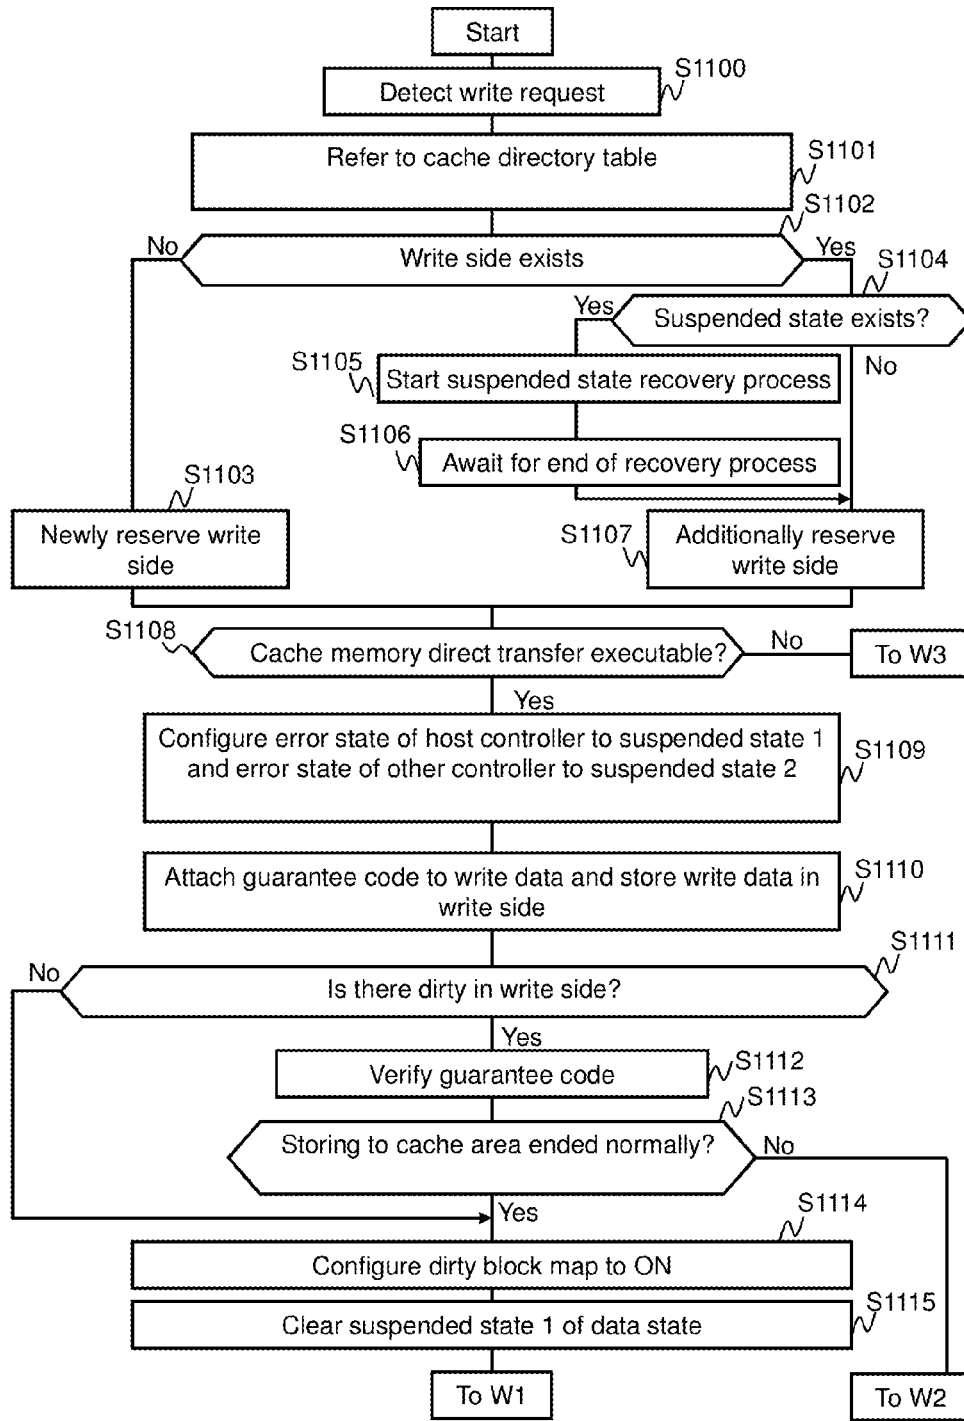 Start
S1100
Detect write request
S1101
Refer to cache directory table
S1102
No
Write side exists
Yes
S1104
Yes
Suspended state exists?
No
S1105
Start suspended state recovery process
S1106
Await for end of recovery process
S1103
Newly reserve write
side
S1107
Additionally reserve
write side
S1108
Cache memory direct transfer executable?
No
To W3
Yes
Configure error state of host controller to suspended state 1
and error state of other controller to suspended state 2
S1109
Attach guarantee code to write data and store write data in
write side
S1110
S1111
No
Is there dirty in write side?
Yes
S1112
Verify guarantee code
S1113
Storing to cache area ended normally?
No
Yes
S1114
Configure dirty block map to ON
S1115
Clear suspended state 1 of data state
To W1
To W2